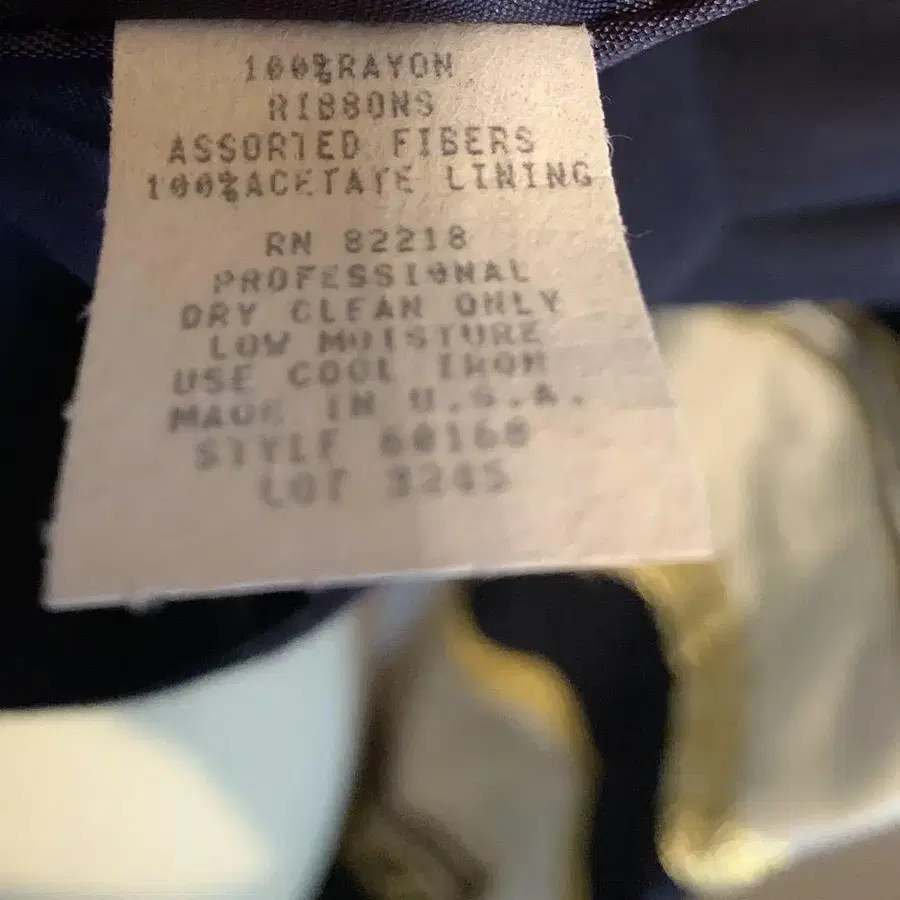 100%RAYON
RIBBONS
ASSORTED FIBERS
100%ACETATE LINING
RN 82218
PROFESSIONAL
DRY CLEAN ONLY
LOW MOISTURE
USE COOL IRON
MADE IN U.S.A.
STYLE 60160
LOT 3245